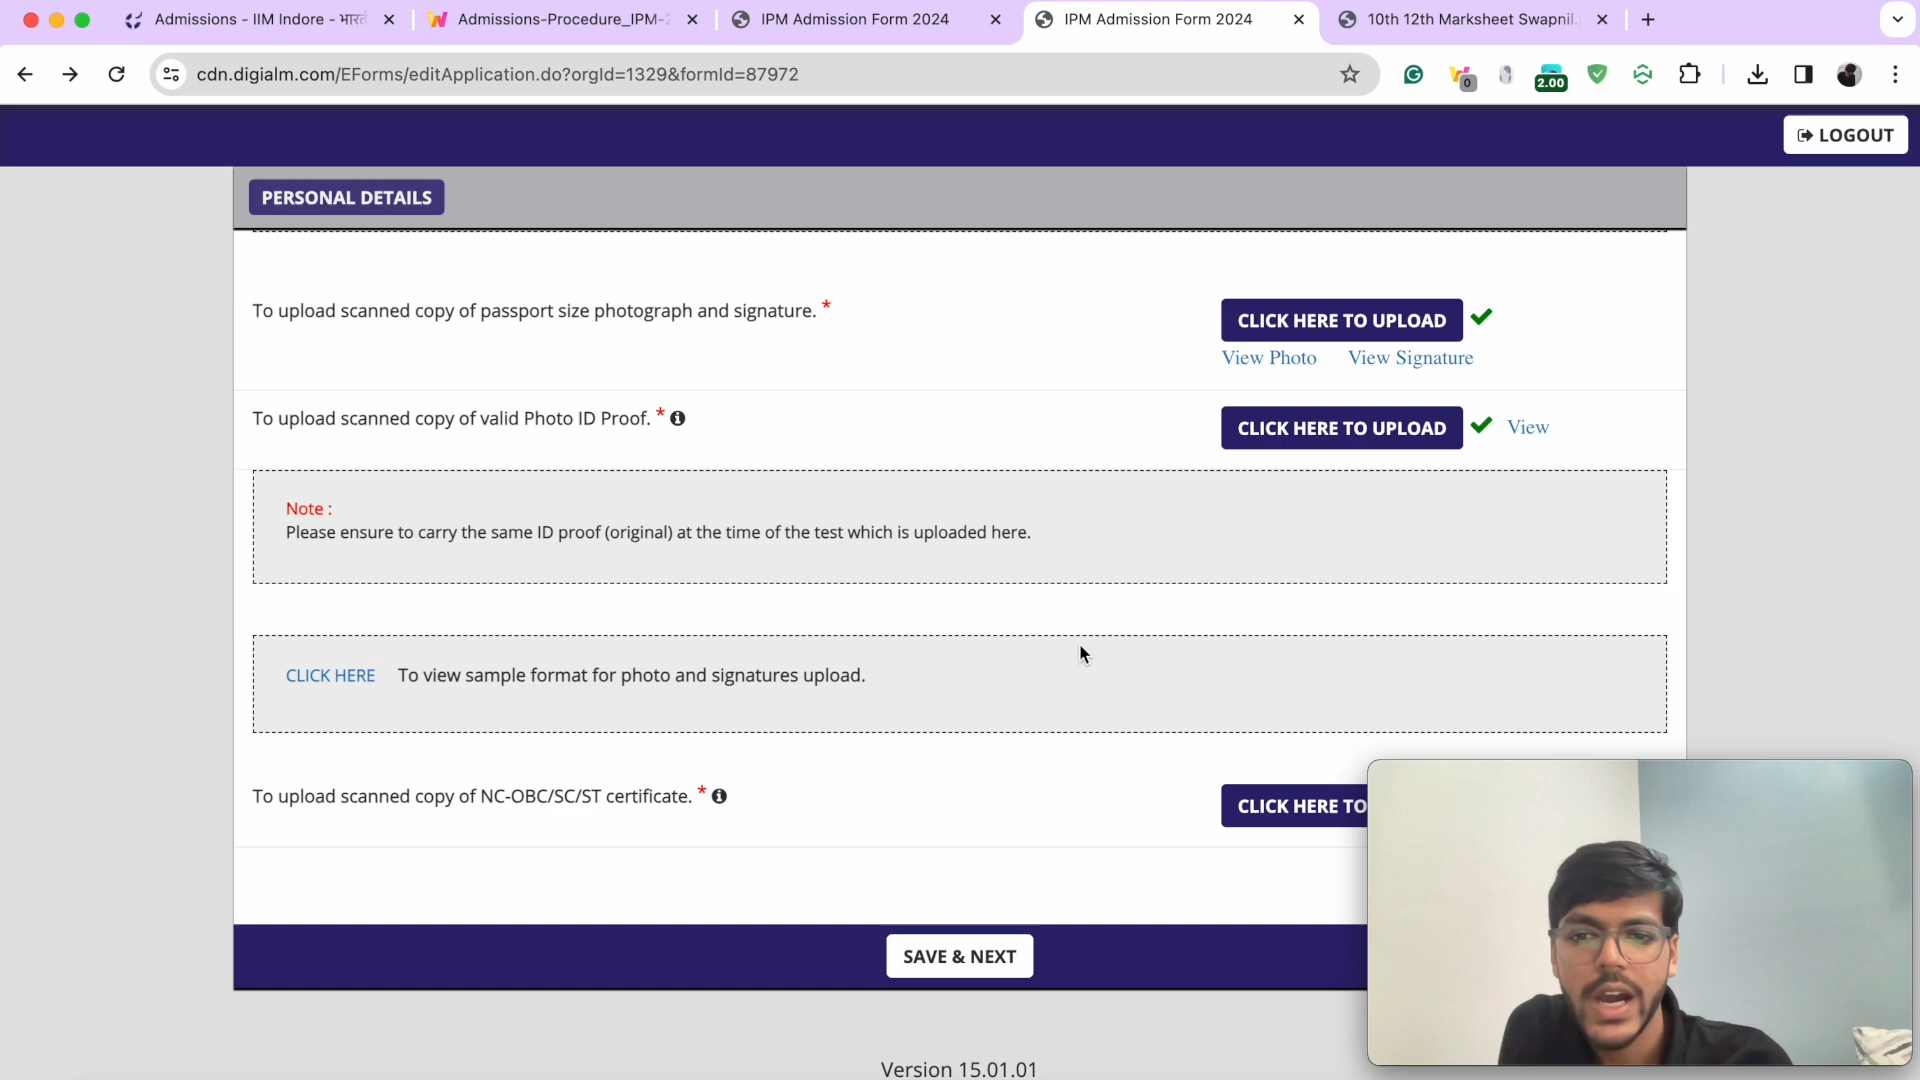 Admissions - IIM Indore - भारत
Admissions-Procedure_IPM-2
IPM Admission Form 2024
IPM Admission Form 2024
10th 12th Marksheet Swapnil.
cdn.digialm.com/EForms/editApplication.do?orgId=1329&formId=87972
0
2.00
LOGOUT
PERSONAL DETAILS
To upload scanned copy of passport size photograph and signature. *
CLICK HERE TO UPLOAD
View Photo View Signature
To upload scanned copy of valid Photo ID Proof. *
CLICK HERE TO UPLOAD View
Note :
Please ensure to carry the same ID proof (original) at the time of the test which is uploaded here.
CLICK HERE To view sample format for photo and signatures upload.
To upload scanned copy of NC-OBC/SC/ST certificate. *
CLICK HERE TO
SAVE & NEXT
Version 15.01.01